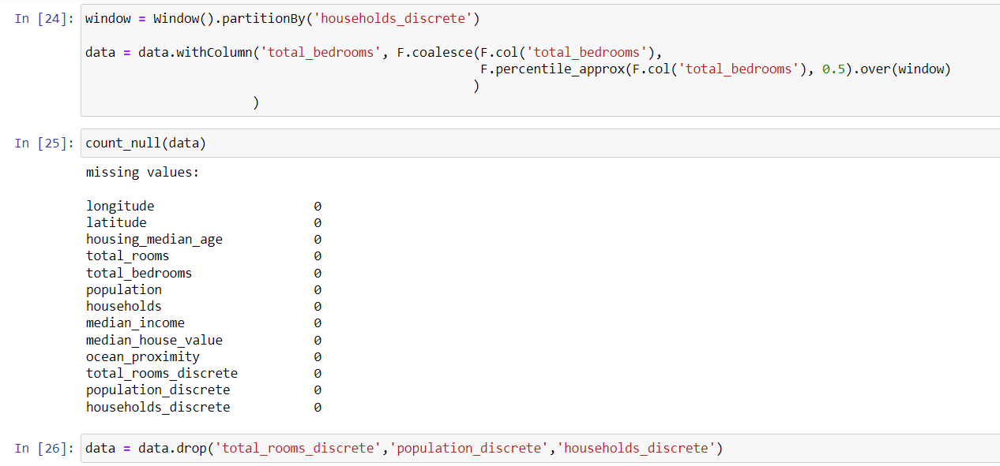 In [24]: window = Window().partitionBy('households_discrete')
data = data.withColumn('total_bedrooms', F.coalesce(F.col('total_bedrooms'),
F.percentile_approx(F.col('total_bedrooms'), 0.5).over(window)
)
)
In [25]: count_null(data)
missing values:
longitude 0
latitude 0
housing_median_age 0
total_rooms 0
total_bedrooms 0
population 0
households 0
median_income 0
median_house_value 0
ocean_proximity 0
total_rooms_discrete 0
population_discrete 0
households_discrete 0
In [26]: data = data.drop('total_rooms_discrete','population_discrete','households_discrete')